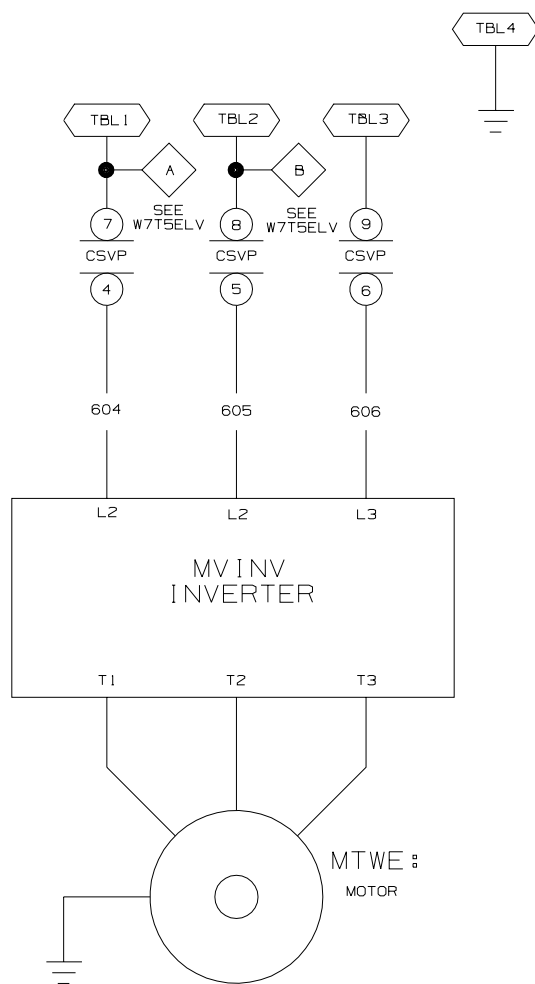 TBL4
TBL1 TBL2 TBL3
A B
SEE
W7T5ELV
SEE
W7T5ELV
7 8 9
CSVP CSVP CSVP
4 5 6
604 605 606
L2 L2 L3
MVINV
INVERTER
T1 T2 T3
MTWE:
MOTOR